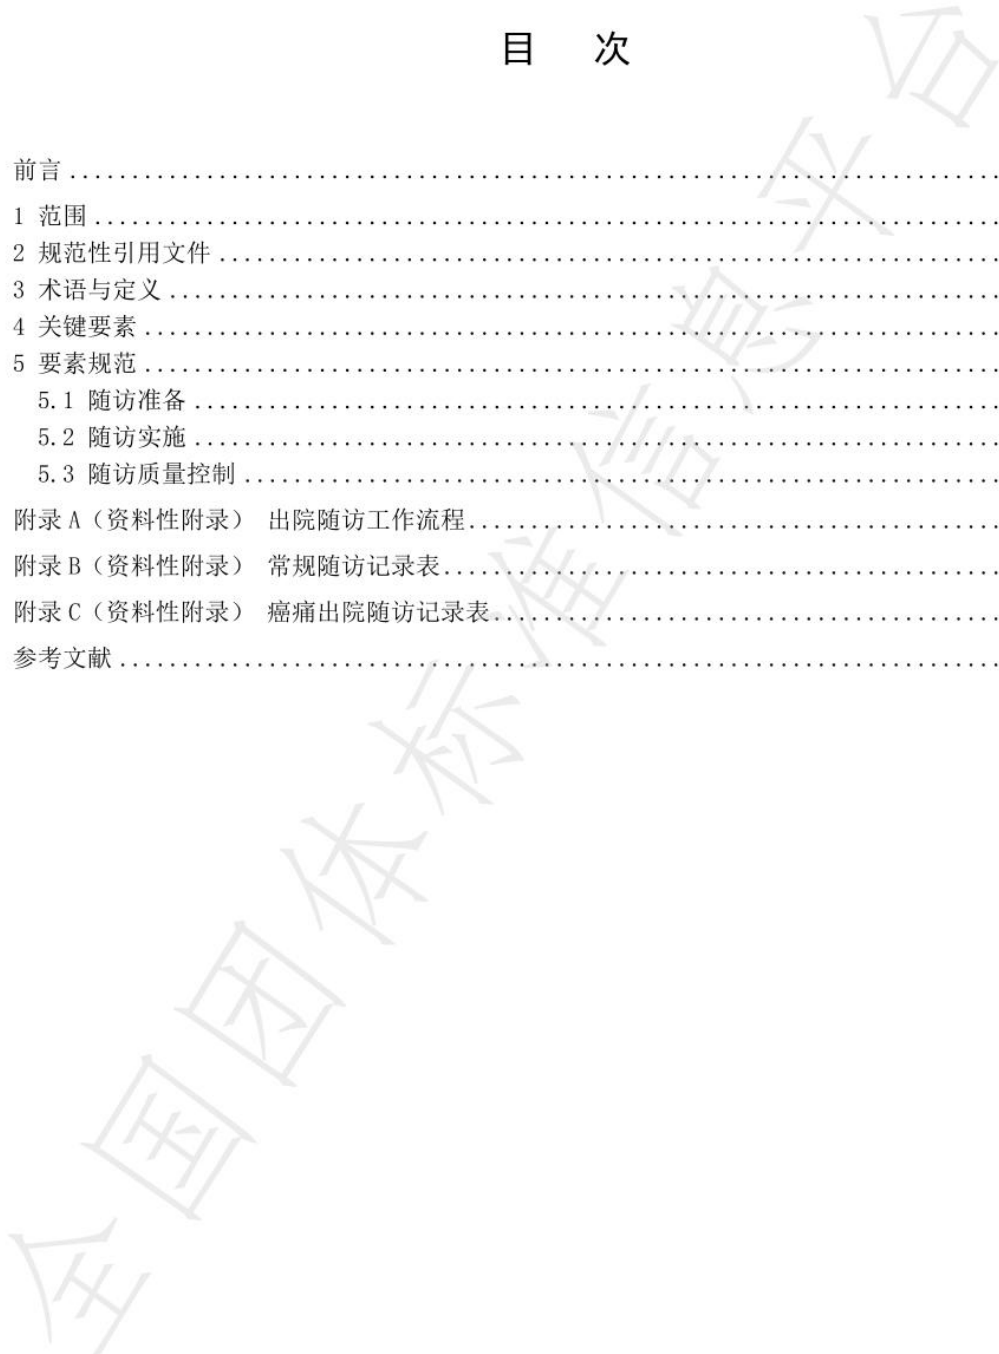 目 次
前言........................................................................
1 范围........................................................................
2 规范性引用文件........................................................................
3 术语与定义........................................................................
4 关键要素........................................................................
5 要素规范........................................................................
5.1 随访准备........................................................................
5.2 随访实施........................................................................
5.3 随访质量控制........................................................................
附录 A（资料性附录） 出院随访工作流程........................................................................
附录 B（资料性附录） 常规随访记录表........................................................................
附录 C（资料性附录） 癌痛出院随访记录表........................................................................
参考文献........................................................................
全国团体标准信息平台